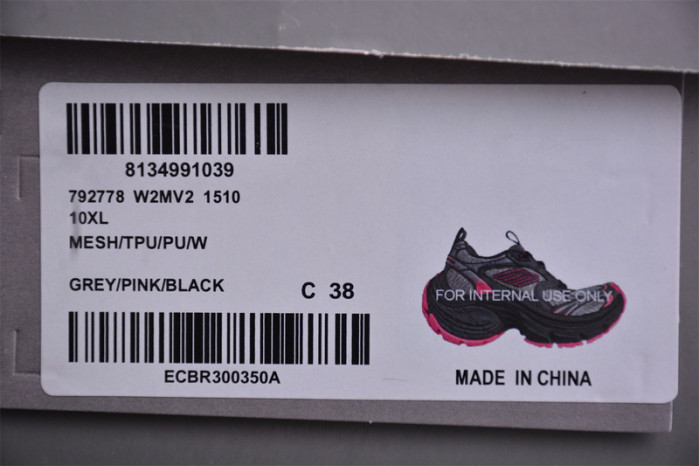 8134991039
792778 W2MV2 1510
10XL
MESH/TPU/PU/W
GREY/PINK/BLACK
C 38
FOR INTERNAL USE ONLY
ECBR300350A
MADE IN CHINA